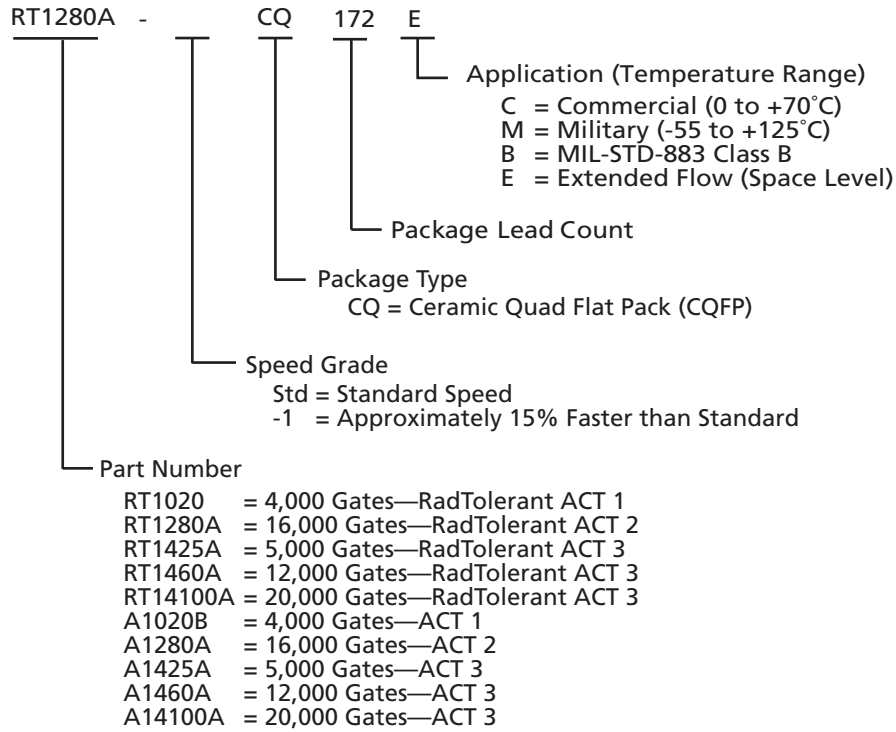 RT1280A - CQ 172 E
Application (Temperature Range)
C = Commercial (0 to +70˚C)
M = Military (-55 to +125˚C)
B = MIL-STD-883 Class B
E = Extended Flow (Space Level)
Package Lead Count
Package Type
CQ = Ceramic Quad Flat Pack (CQFP)
Speed Grade
Std = Standard Speed
-1 = Approximately 15% Faster than Standard
Part Number
RT1020 = 4,000 Gates—RadTolerant ACT 1
RT1280A = 16,000 Gates—RadTolerant ACT 2
RT1425A = 5,000 Gates—RadTolerant ACT 3
RT1460A = 12,000 Gates—RadTolerant ACT 3
RT14100A = 20,000 Gates—RadTolerant ACT 3
A1020B = 4,000 Gates—ACT 1
A1280A = 16,000 Gates—ACT 2
A1425A = 5,000 Gates—ACT 3
A1460A = 12,000 Gates—ACT 3
A14100A = 20,000 Gates—ACT 3